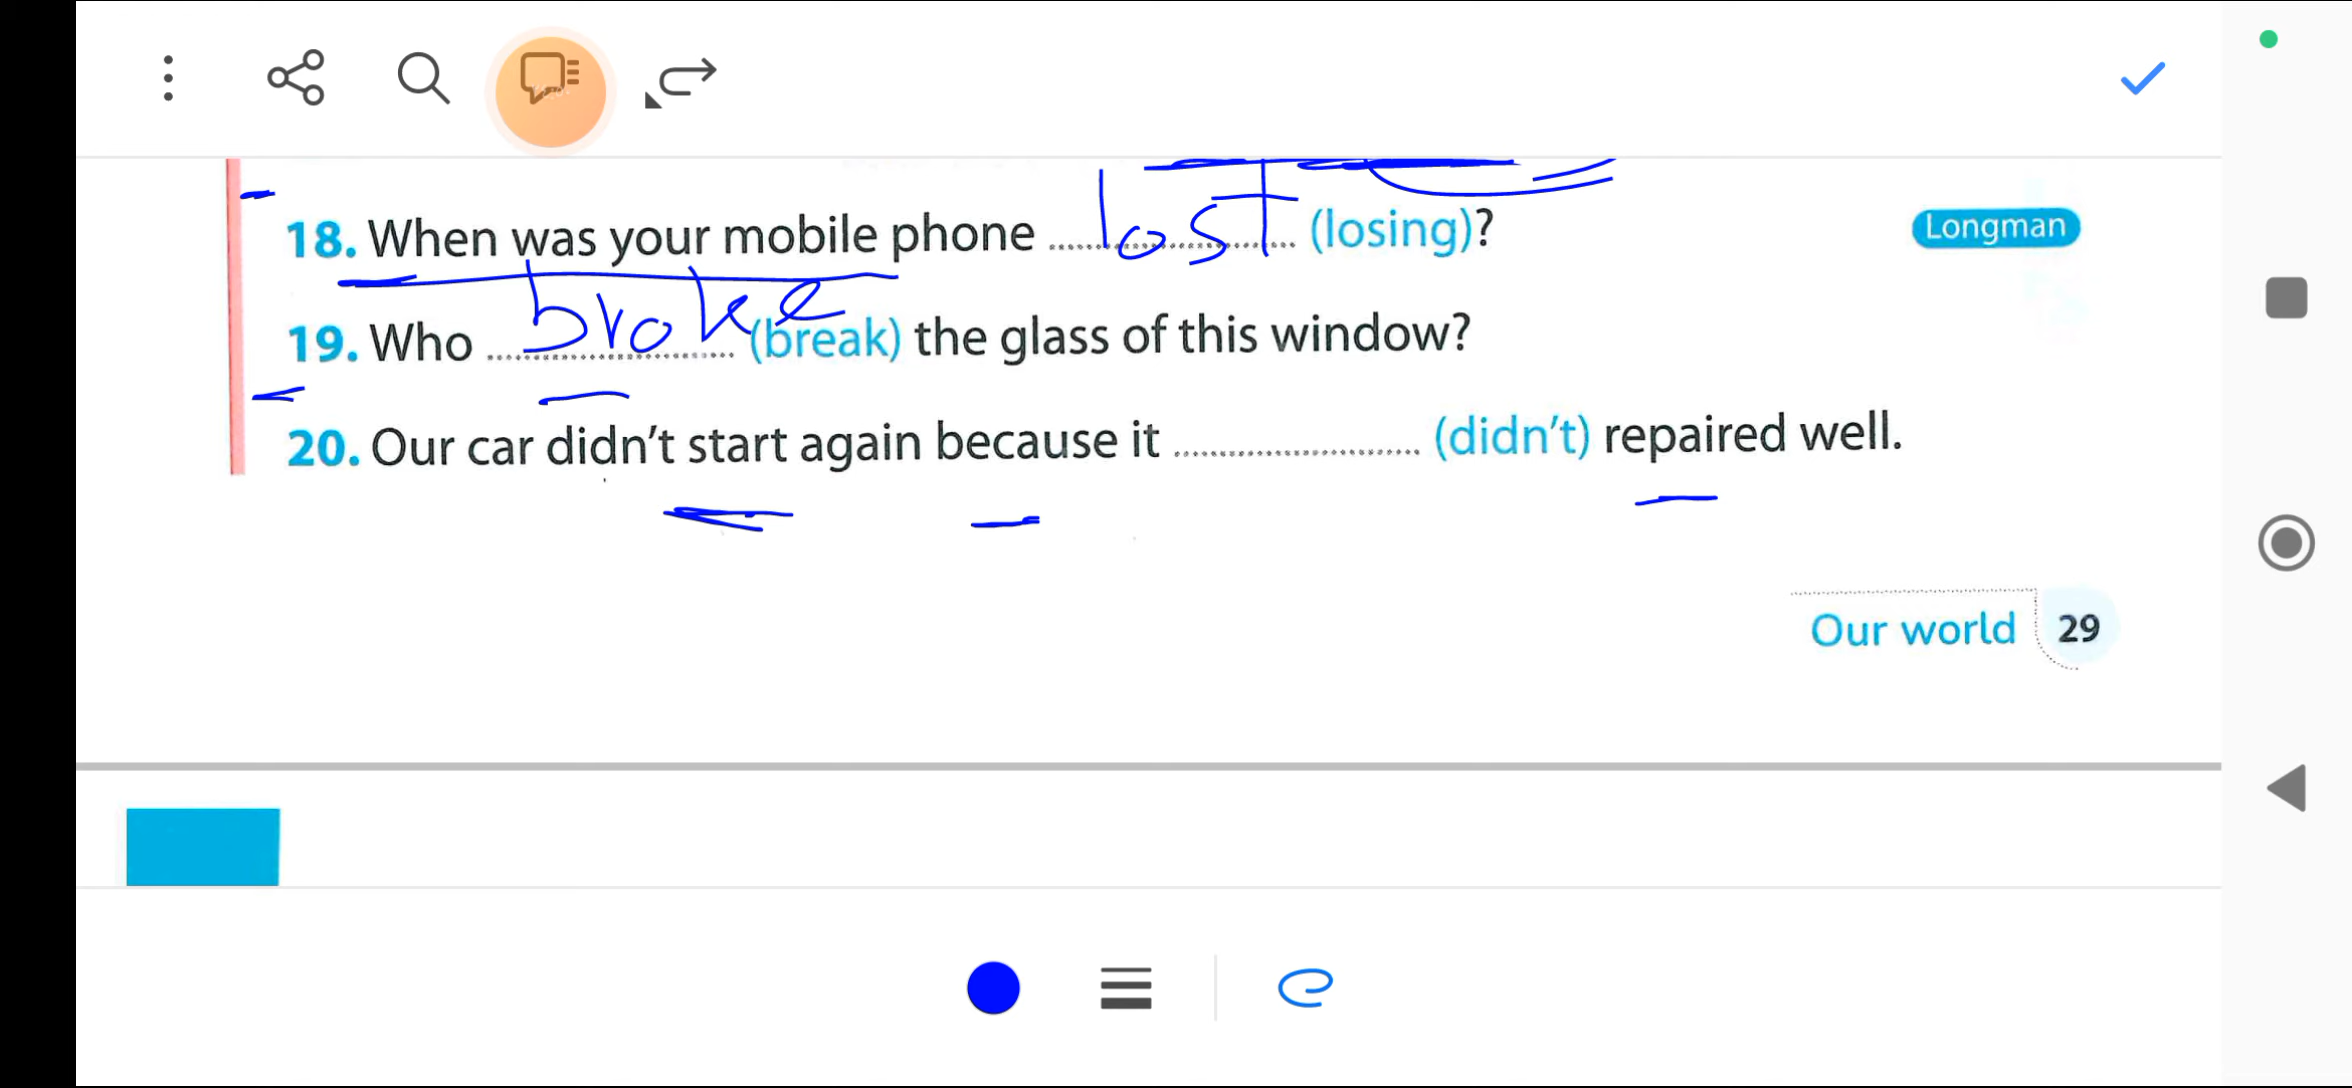 18. When was your mobile phone lost (losing)?
Longman
19. Who broke (break) the glass of this window?
20. Our car didn't start again because it .................... (didn't) repaired well.
Our world 29